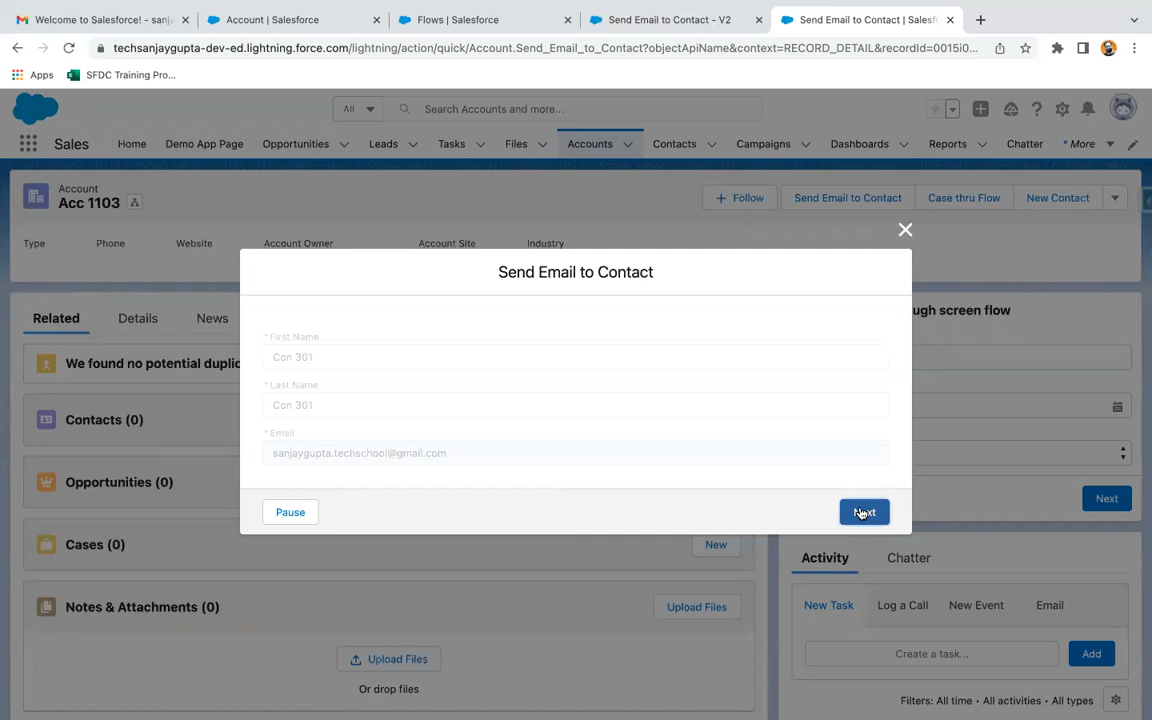 Welcome to Salesforce! - sanj
Account | Salesforce
Flows | Salesforce
Send Email to Contact - V2
Send Email to Contact | Salesf
techsanjaygupta-dev-ed.lightning.force.com/lightning/action/quick/Account.Send_Email_to_Contact?objectApiName&context=RECORD_DETAIL&recordId=0015i0...
Apps
SFDC Training Pro...
All
Search Accounts and more...
Sales
Home
Demo App Page
Opportunities
Leads
Tasks
Files
Accounts
Contacts
Campaigns
Dashboards
Reports
Chatter
* More
Account
Acc 1103
+ Follow
Send Email to Contact
Case thru Flow
New Contact
Type
Phone
Website
Account Owner
Account Site
Industry
Send Email to Contact
Related
Details
News
ugh screen flow
* First Name
Con 301
We found no potential duplic
* Last Name
Con 301
Contacts (0)
* Email
sanjaygupta.techschool@gmail.com
Opportunities (0)
Pause
Next
Next
Cases (0)
New
Activity
Chatter
Notes & Attachments (0)
Upload Files
New Task
Log a Call
New Event
Email
Upload Files
Create a task...
Add
Or drop files
Filters: All time • All activities • All types